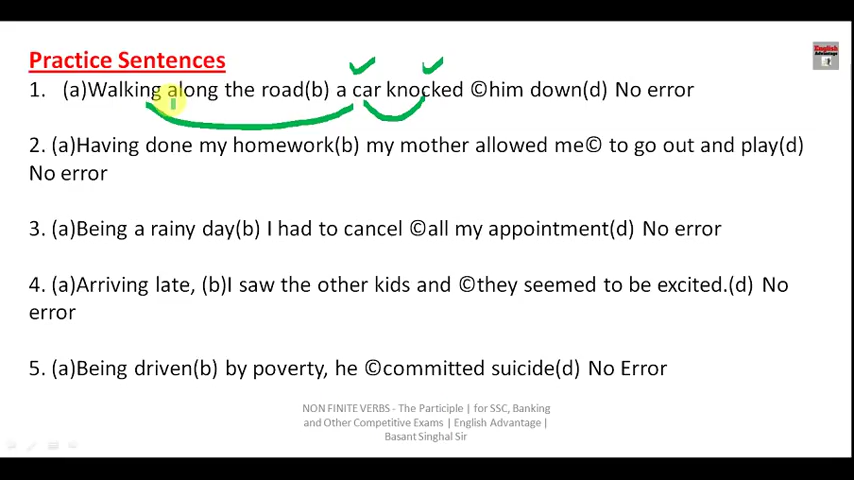 Practice Sentences
1. (a)Walking along the road(b) a car knocked ©him down(d) No error
2. (a)Having done my homework(b) my mother allowed me© to go out and play(d)
No error
3. (a)Being a rainy day(b) I had to cancel ©all my appointment(d) No error
4. (a)Arriving late, (b)I saw the other kids and ©they seemed to be excited.(d) No
error
5. (a)Being driven(b) by poverty, he ©committed suicide(d) No Error
NON FINITE VERBS - The Participle | for SSC, Banking
and Other Competitive Exams | English Advantage |
Basant Singhal Sir
English
Advantage